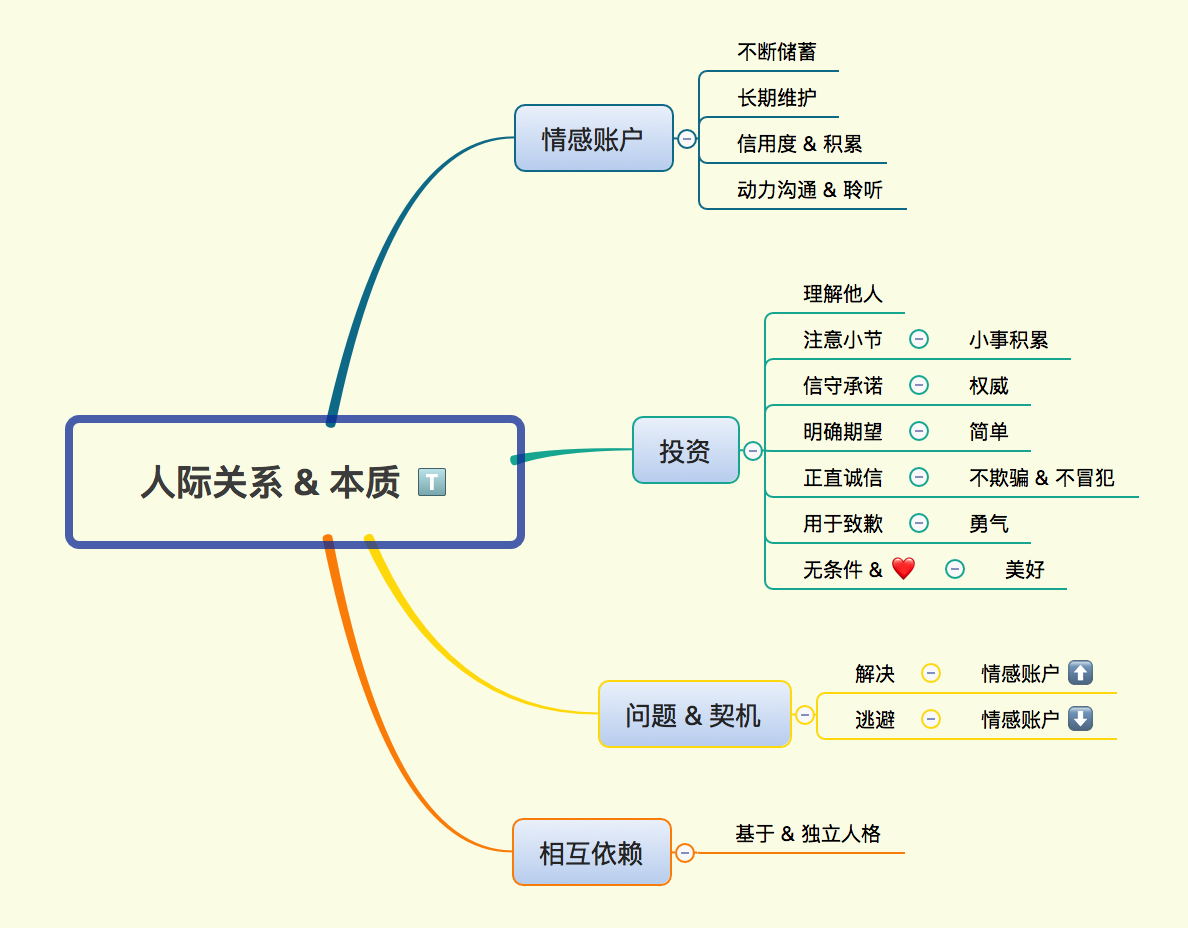 人际关系 & 本质 T
情感账户
不断储蓄
长期维护
信用度 & 积累
动力沟通 & 聆听
投资
理解他人
注意小节 小事积累
信守承诺 权威
明确期望 简单
正直诚信 不欺骗 & 不冒犯
用于致歉 勇气
无条件 & ❤️ 美好
问题 & 契机
解决 情感账户 ⬆️
逃避 情感账户 ⬇️
相互依赖
基于 & 独立人格